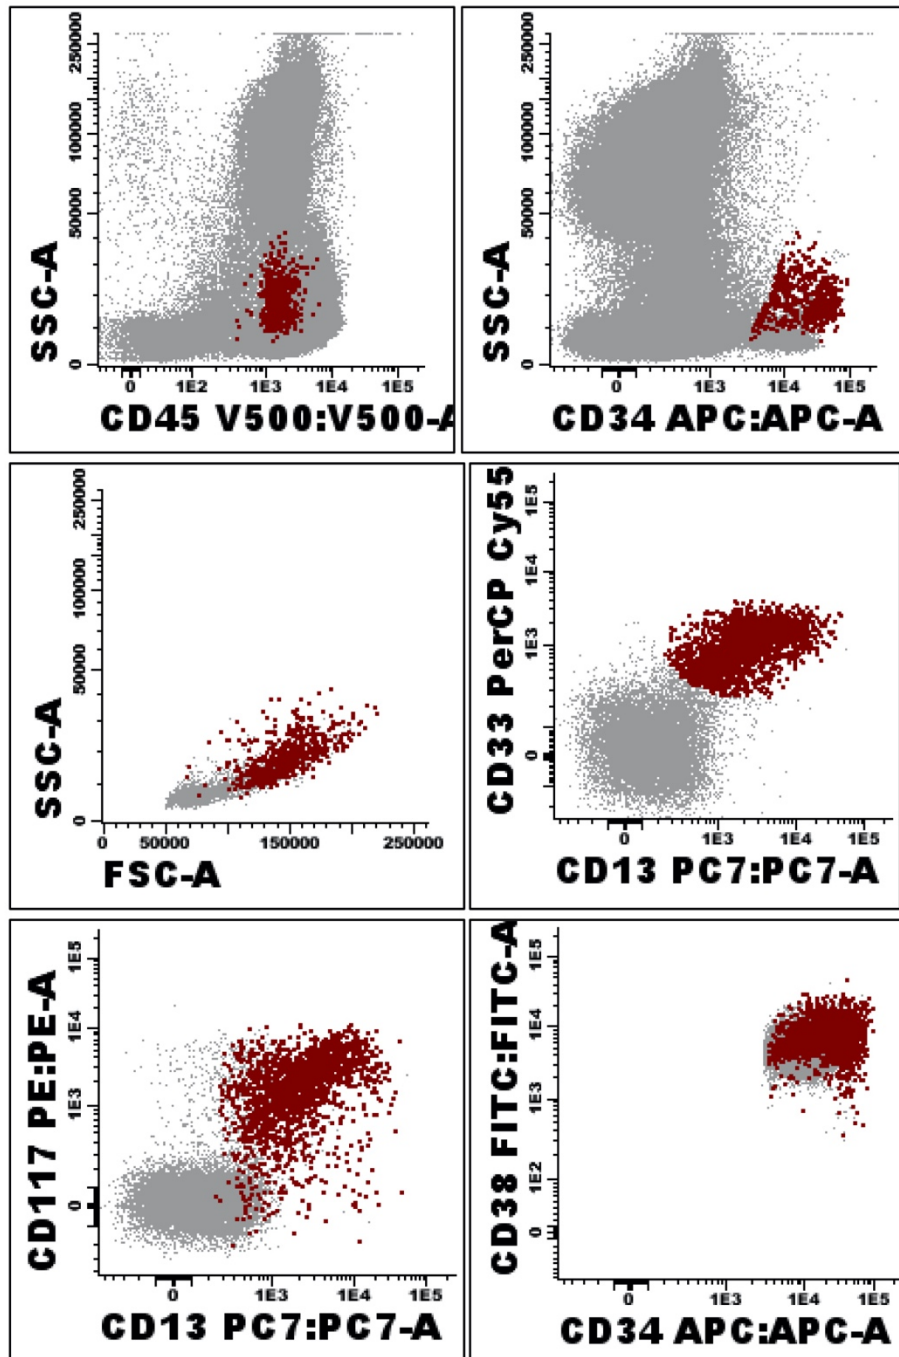 250000
100000
50000
0
SSC-A
0
1E2
1E3
1E4
1E5
CD45 V500:V500-A
250000
100000
50000
0
SSC-A
0
1E3
1E4
1E5
CD34 APC:APC-A
250000
100000
50000
0
SSC-A
0
50000
150000
250000
FSC-A
1E5
1E4
1E3
0
CD33 PerCP Cy55
0
1E3
1E4
1E5
CD13 PC7:PC7-A
1E5
1E4
1E3
0
CD117 PE:PE-A
0
1E3
1E4
1E5
CD13 PC7:PC7-A
1E5
1E4
1E3
1E2
0
CD38 FITC:FITC-A
0
1E3
1E4
1E5
CD34 APC:APC-A